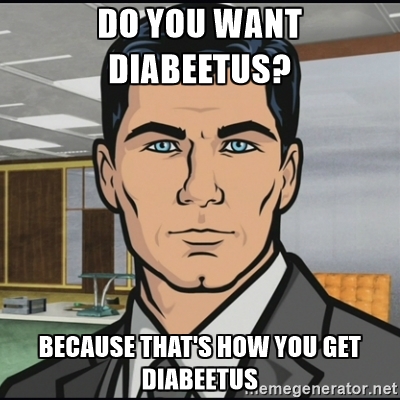 DO YOU WANT
DIABEETUS?
BECAUSE THAT'S HOW YOU GET
DIABEETUS
memegenerator.net